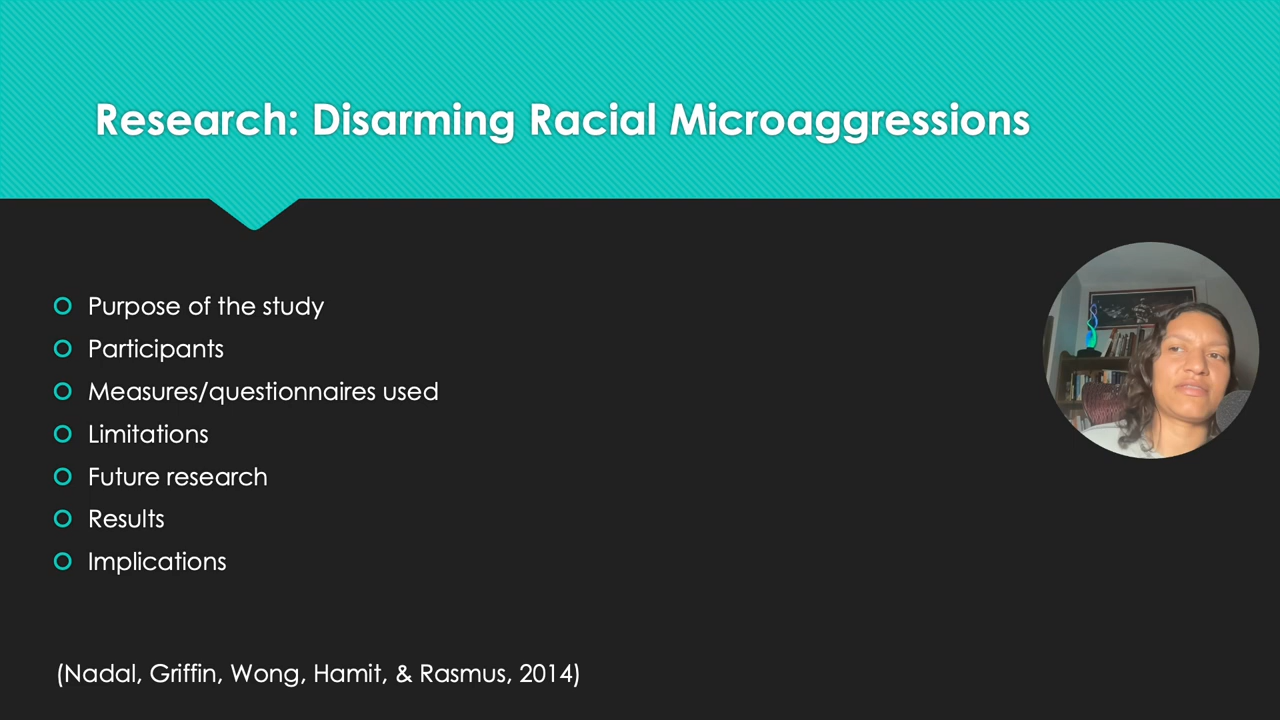 Research: Disarming Racial Microaggressions
Purpose of the study
Participants
Measures/questionnaires used
Limitations
Future research
Results
Implications
(Nadal, Griffin, Wong, Hamit, & Rasmus, 2014)